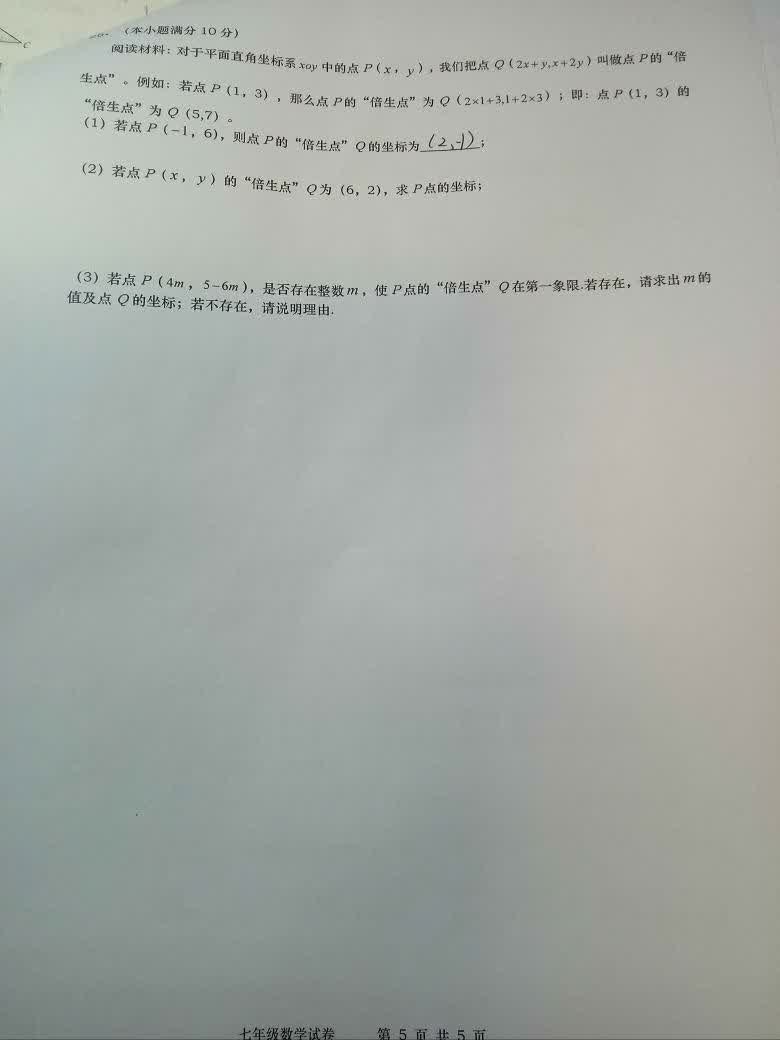 C
(本小题满分 10 分)
阅读材料：对于平面直角坐标系 xoy 中的点 P（x，y），我们把点 Q（2x+y,x+2y）叫做点 P 的“倍
生点”。例如：若点 P（1，3），那么点 P 的“倍生点”为 Q（2×1+3,1+2×3）；即：点 P（1，3）的
“倍生点”为 Q（5,7）。
（1）若点 P（−1，6），则点 P 的“倍生点”Q 的坐标为 (2,-1)；
（2）若点 P（x，y）的“倍生点”Q 为（6，2），求 P 点的坐标；
（3）若点 P（4m，5−6m），是否存在整数 m，使 P 点的“倍生点”Q 在第一象限.若存在，请求出 m 的
值及点 Q 的坐标；若不存在，请说明理由.
七年级数学试卷 第 5 页 共 5 页